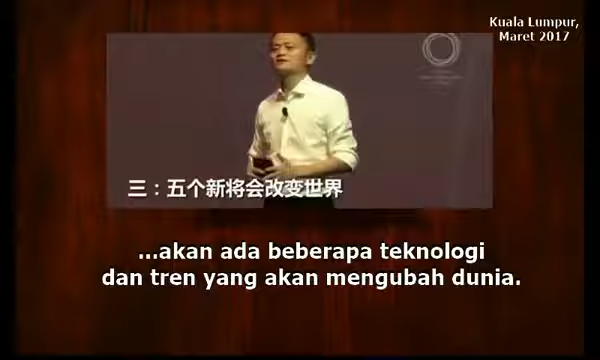 Kuala Lumpur,
Maret 2017
三：五个新将会改变世界
...akan ada beberapa teknologi
dan tren yang akan mengubah dunia.